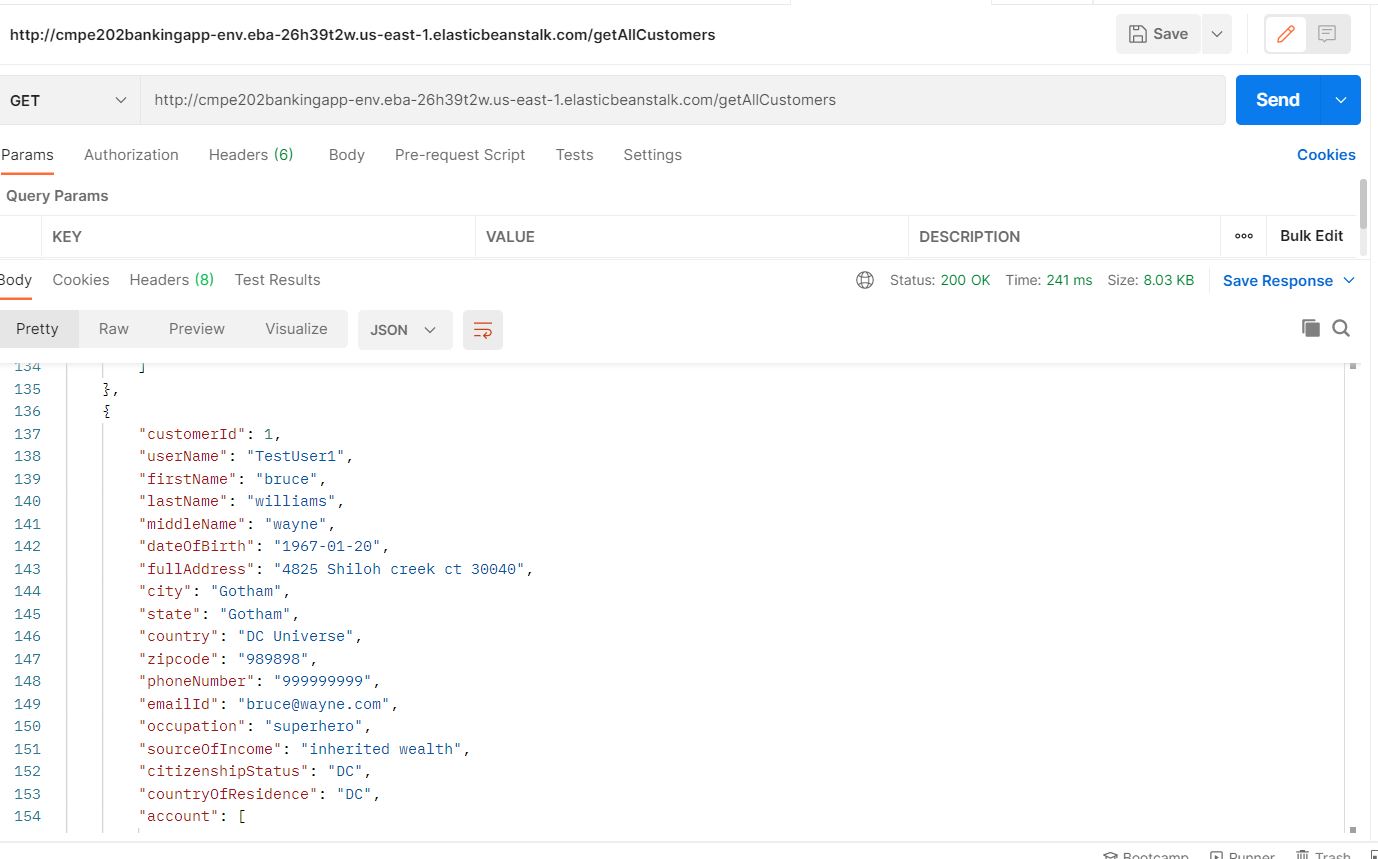 http://cmpe202bankingapp-env.eba-26h39t2w.us-east-1.elasticbeanstalk.com/getAllCustomers Save
GET http://cmpe202bankingapp-env.eba-26h39t2w.us-east-1.elasticbeanstalk.com/getAllCustomers Send
Params Authorization Headers (6) Body Pre-request Script Tests Settings Cookies
Query Params
KEY VALUE DESCRIPTION ooo Bulk Edit
Body Cookies Headers (8) Test Results Status: 200 OK Time: 241 ms Size: 8.03 KB Save Response
Pretty Raw Preview Visualize JSON
134 ]
135 },
136 {
137 "customerId": 1,
138 "userName": "TestUser1",
139 "firstName": "bruce",
140 "lastName": "williams",
141 "middleName": "wayne",
142 "dateOfBirth": "1967-01-20",
143 "fullAddress": "4825 Shiloh creek ct 30040",
144 "city": "Gotham",
145 "state": "Gotham",
146 "country": "DC Universe",
147 "zipcode": "989898",
148 "phoneNumber": "999999999",
149 "emailId": "bruce@wayne.com",
150 "occupation": "superhero",
151 "sourceOfIncome": "inherited wealth",
152 "citizenshipStatus": "DC",
153 "countryOfResidence": "DC",
154 "account": [
Bootcamp Runner Trash